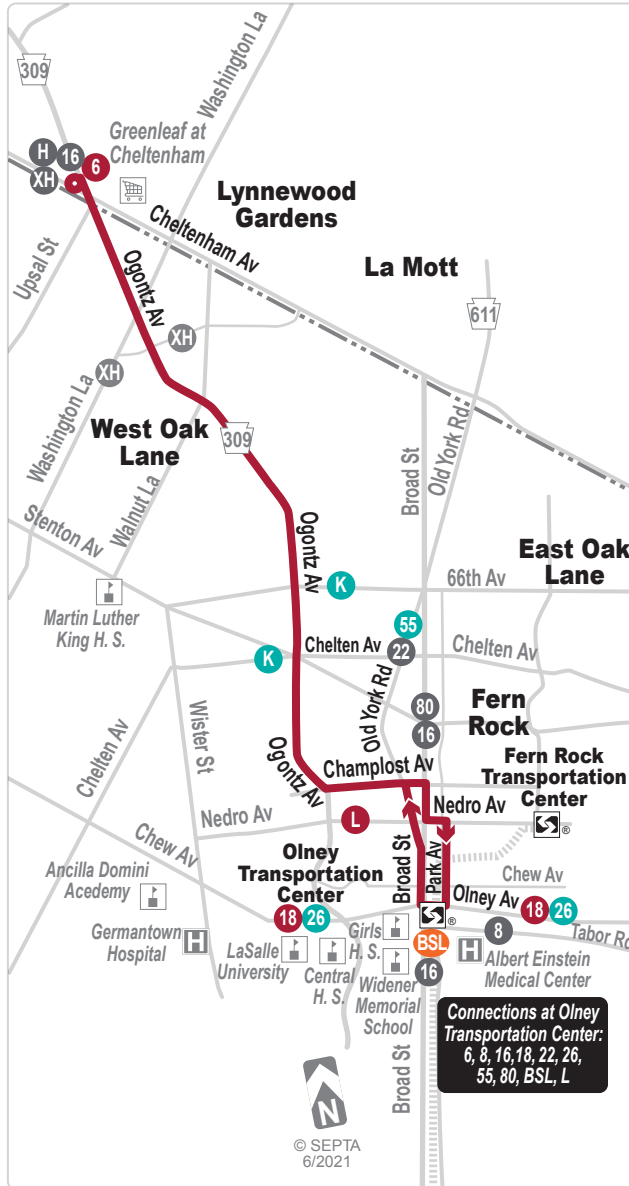 309
Washington La
Greenleaf at
Cheltenham
H
16
6
XH
Lynnewood
Gardens
Cheltenham Av
Upsal St
Ogontz Av
La Mott
611
XH
XH
Washington La
West Oak
Lane
309
Walnut La
Broad St
Old York Rd
Stenton Av
Ogontz Av
East Oak
Lane
K
66th Av
Martin Luther
King H. S.
55
Chelten Av
22
Chelten Av
K
Old York Rd
80
Fern
Rock
16
Wister St
Chelten Av
Ogontz Av
Champlost Av
Fern Rock
Transportation
Center
Nedro Av
®
Nedro Av
L
Chew Av
Broad St
Park Av
Olney
Transportation
Center
Chew Av
Ancilla Domini
Acedemy
Olney Av
18
26
18
26
®
Girls
H. S.
8
Tabor Rd
Germantown
Hospital
H
LaSalle
University
Central
H. S.
BSL
H
Albert Einstein
Medical Center
Widener
Memorial
School
16
Connections at Olney
Transportation Center:
6, 8, 16,18, 22, 26,
55, 80, BSL, L
Broad St
N
© SEPTA
6/2021